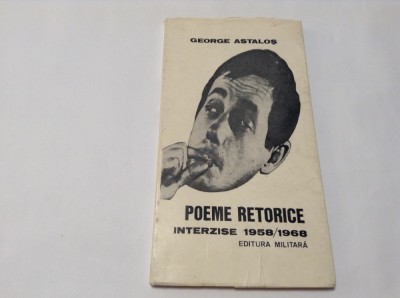 GEORGE ASTALOȘ
POEME RETORICE
INTERZISE 1958/1968
EDITURA MILITARĂ